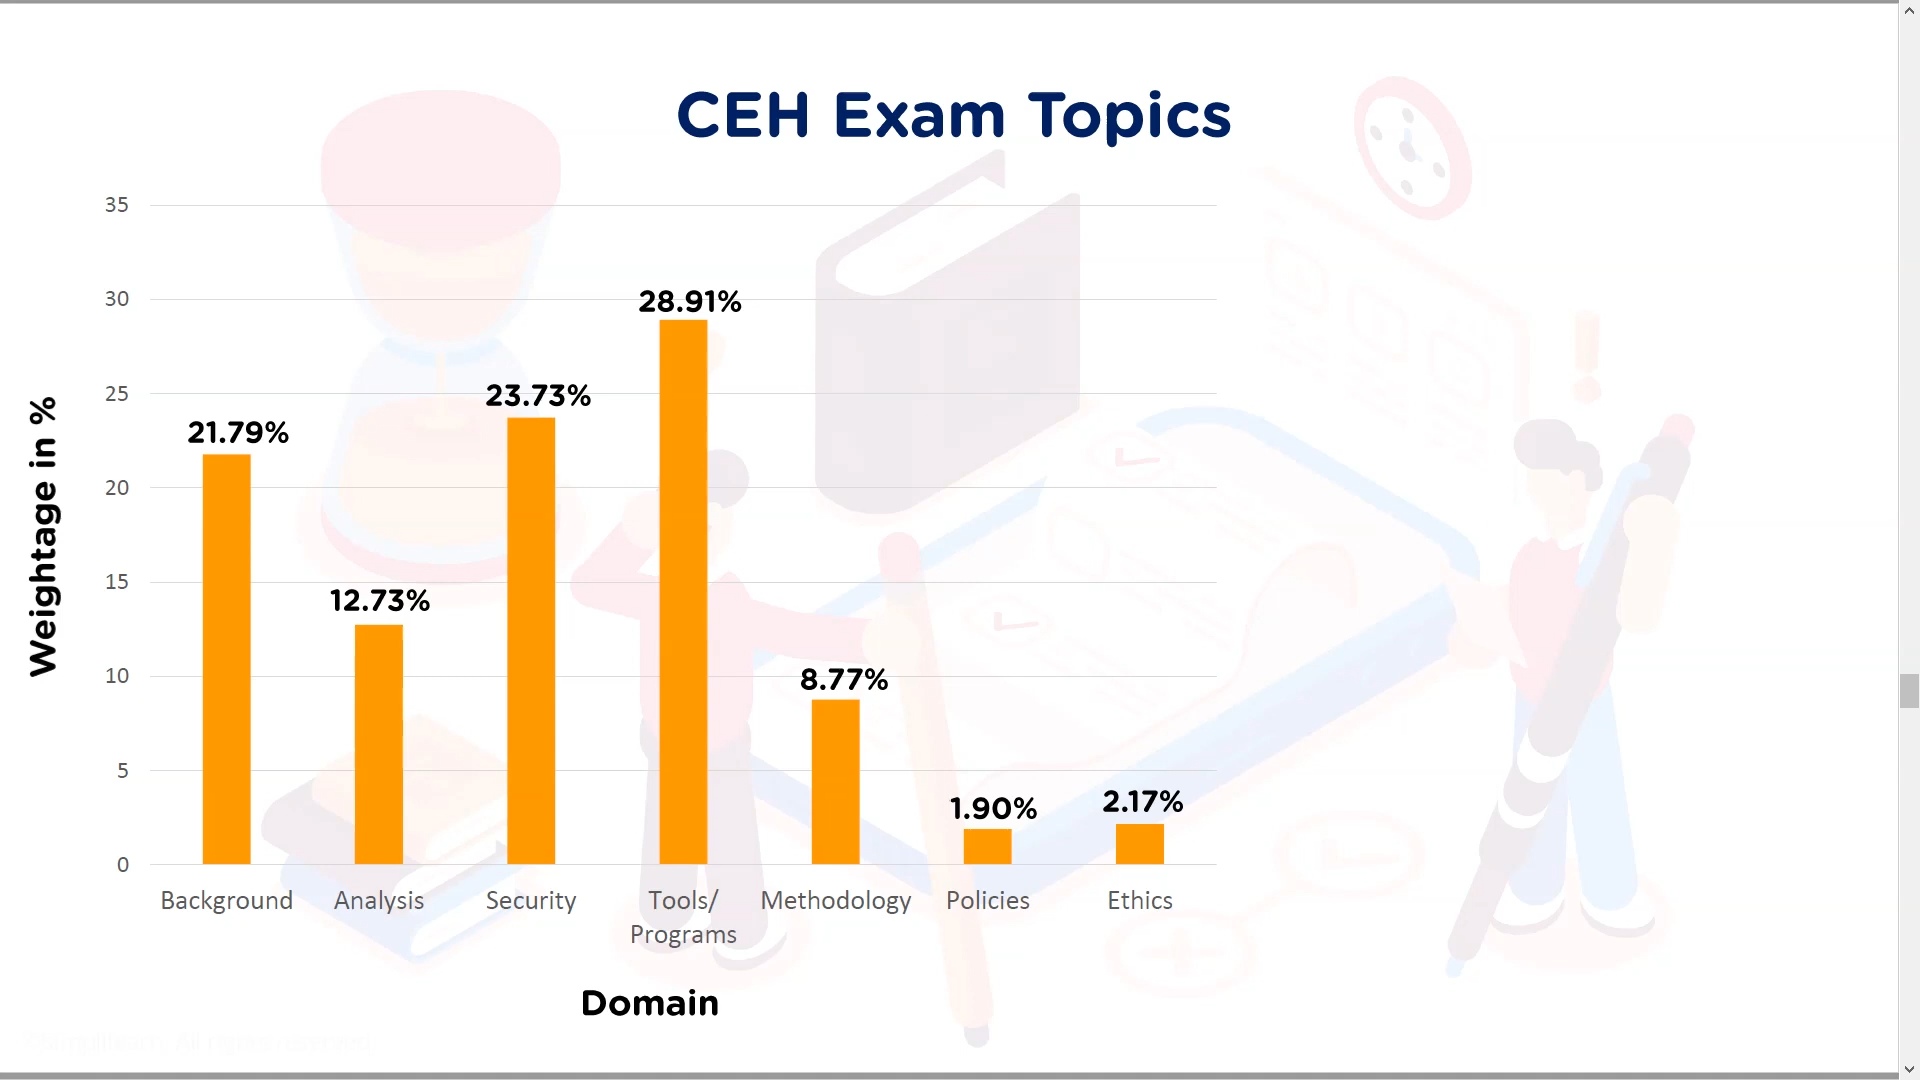 CEH Exam Topics
35
30
25
20
15
10
5
0
Weightage in %
21.79%
12.73%
23.73%
28.91%
8.77%
1.90%
2.17%
Background
Analysis
Security
Tools/
Programs
Methodology
Policies
Ethics
Domain